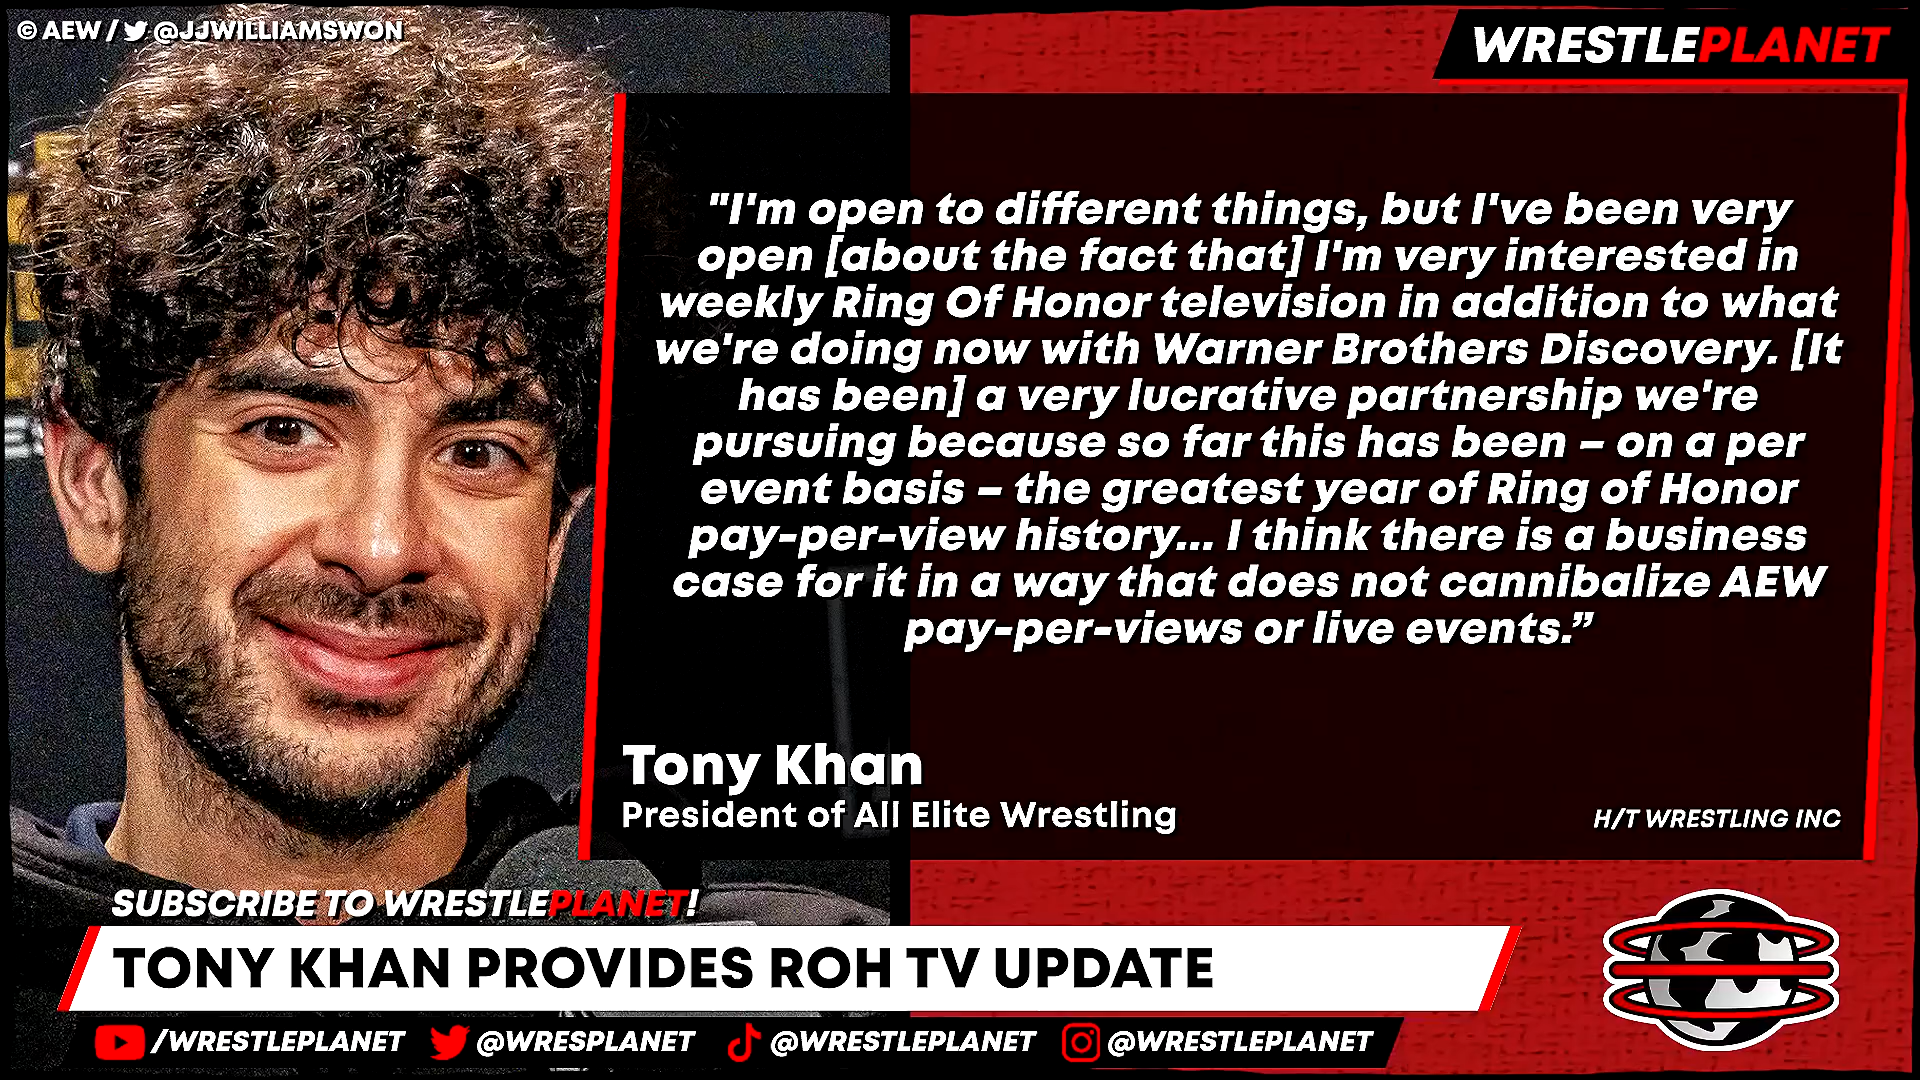 © AEW / @JJWILLIAMSWON
WRESTLEPLANET
"I'm open to different things, but I've been very
open [about the fact that] I'm very interested in
weekly Ring Of Honor television in addition to what
we're doing now with Warner Brothers Discovery. [It
has been] a very lucrative partnership we're
pursuing because so far this has been – on a per
event basis – the greatest year of Ring of Honor
pay-per-view history... I think there is a business
case for it in a way that does not cannibalize AEW
pay-per-views or live events.”
Tony Khan
President of All Elite Wrestling
H/T WRESTLING INC
SUBSCRIBE TO WRESTLEPLANET!
TONY KHAN PROVIDES ROH TV UPDATE
/WRESTLEPLANET @WRESPLANET @WRESTLEPLANET @WRESTLEPLANET